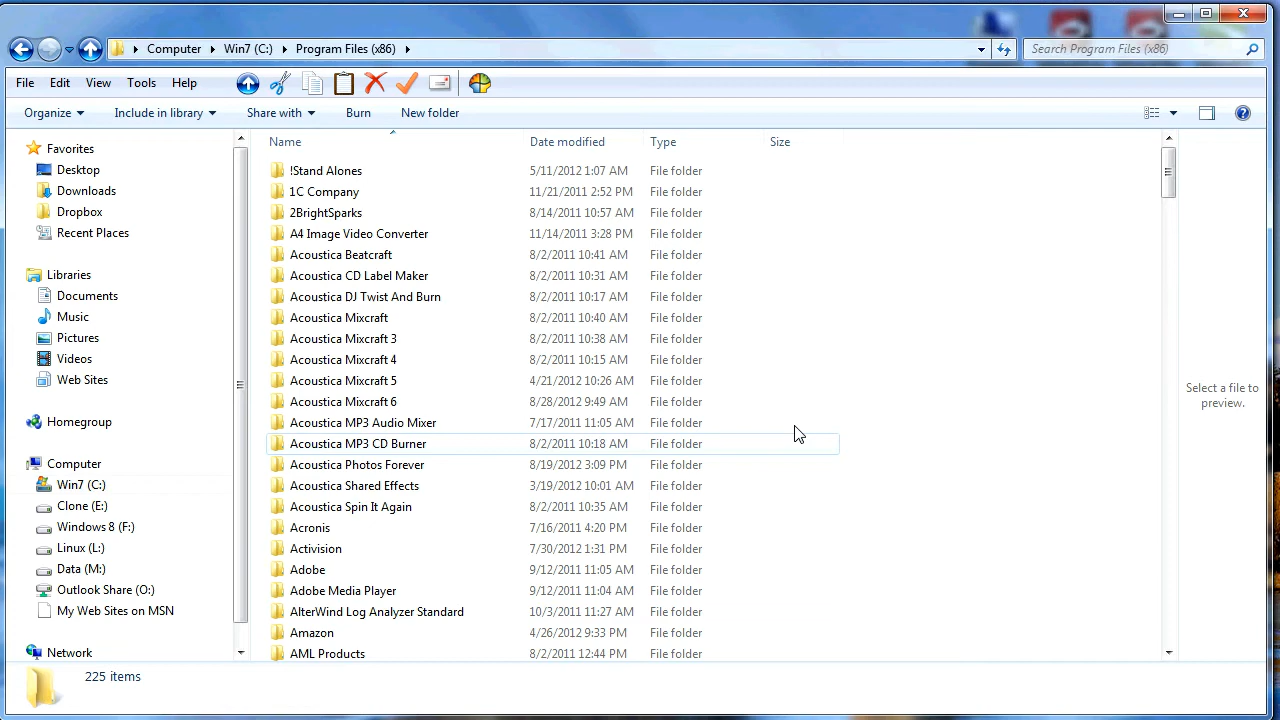 Computer Win7 (C:) Program Files (x86) Search Program Files (x86)
File Edit View Tools Help
Organize Include in library Share with Burn New folder
Favorites
Desktop
Downloads
Dropbox
Recent Places
Libraries
Documents
Music
Pictures
Videos
Web Sites
Homegroup
Computer
Win7 (C:)
Clone (E:)
Windows 8 (F:)
Linux (L:)
Data (M:)
Outlook Share (O:)
My Web Sites on MSN
Network
Name Date modified Type Size
!Stand Alones 5/11/2012 1:07 AM File folder
1C Company 11/21/2011 2:52 PM File folder
2BrightSparks 8/14/2011 10:57 AM File folder
A4 Image Video Converter 11/14/2011 3:28 PM File folder
Acoustica Beatcraft 8/2/2011 10:41 AM File folder
Acoustica CD Label Maker 8/2/2011 10:31 AM File folder
Acoustica DJ Twist And Burn 8/2/2011 10:17 AM File folder
Acoustica Mixcraft 8/2/2011 10:40 AM File folder
Acoustica Mixcraft 3 8/2/2011 10:38 AM File folder
Acoustica Mixcraft 4 8/2/2011 10:15 AM File folder
Acoustica Mixcraft 5 4/21/2012 10:26 AM File folder
Acoustica Mixcraft 6 8/28/2012 9:49 AM File folder
Acoustica MP3 Audio Mixer 7/17/2011 11:05 AM File folder
Acoustica MP3 CD Burner 8/2/2011 10:18 AM File folder
Acoustica Photos Forever 8/19/2012 3:09 PM File folder
Acoustica Shared Effects 3/19/2012 10:01 AM File folder
Acoustica Spin It Again 8/2/2011 10:35 AM File folder
Acronis 7/16/2011 4:20 PM File folder
Activision 7/30/2012 1:31 PM File folder
Adobe 9/12/2011 11:05 AM File folder
Adobe Media Player 9/12/2011 11:04 AM File folder
AlterWind Log Analyzer Standard 10/3/2011 11:27 AM File folder
Amazon 4/26/2012 9:33 PM File folder
AML Products 8/2/2011 12:44 PM File folder
Select a file to
preview.
225 items